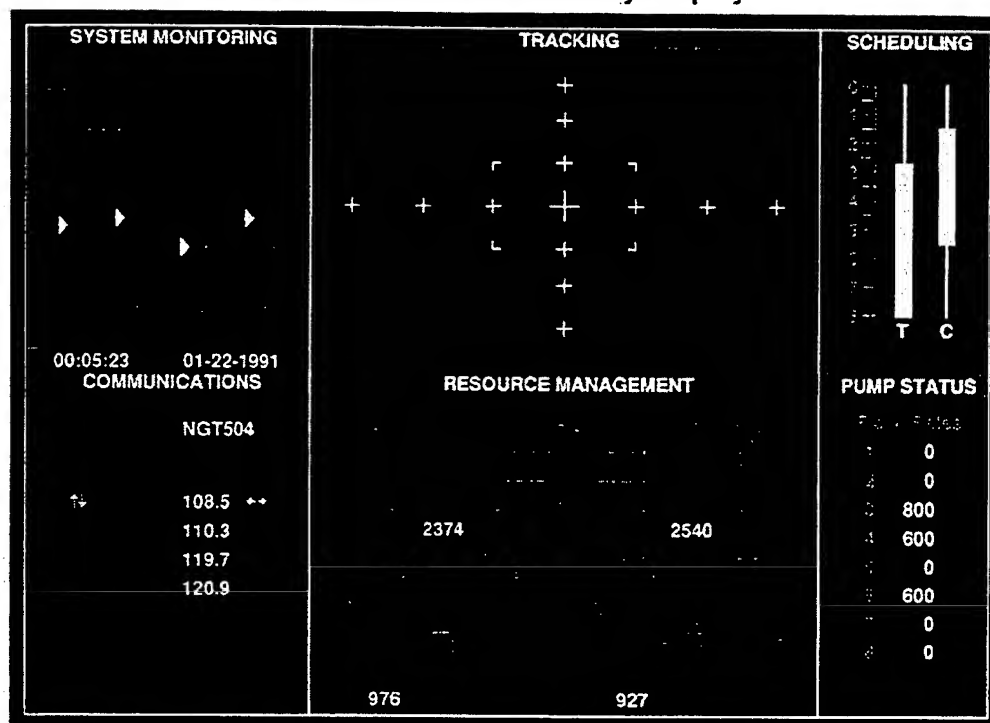 SYSTEM MONITORING
00:05:23 01-22-1991
TRACKING
SCHEDULING
T C
COMMUNICATIONS
NGT504
108.5
110.3
119.7
120.9
RESOURCE MANAGEMENT
2374 2540
976 927
PUMP STATUS
0
0
800
600
0
600
0
0